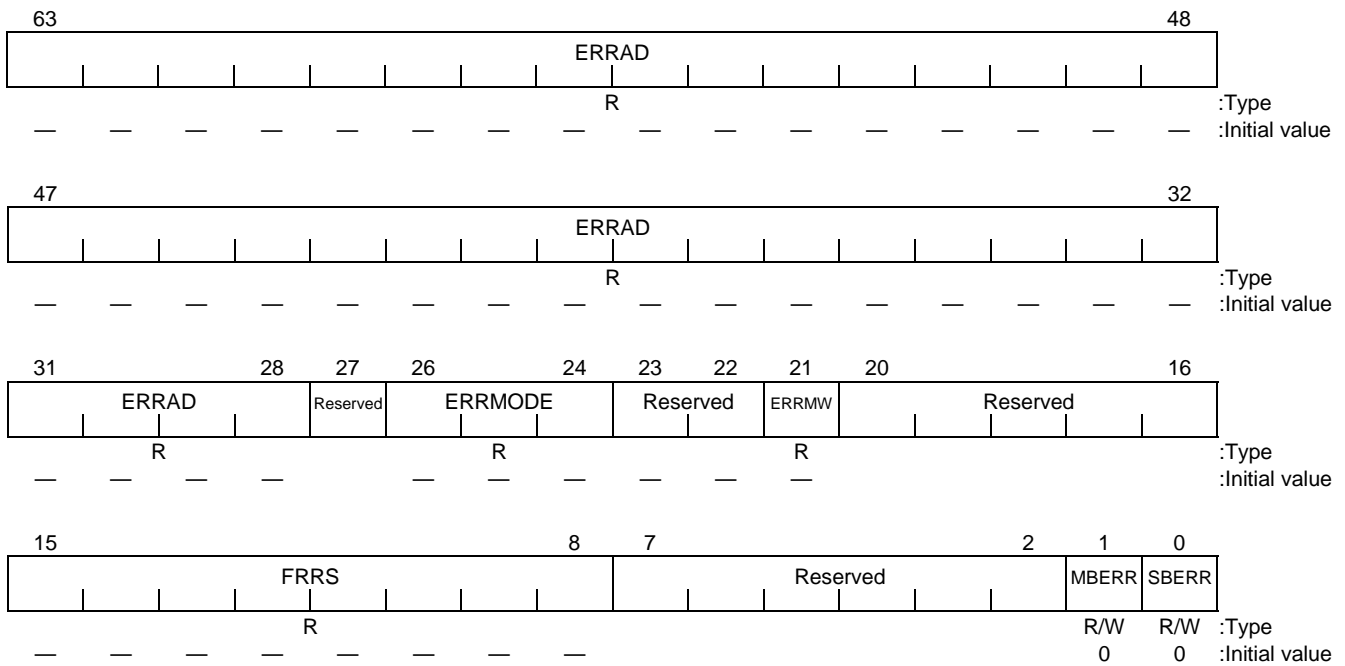 63 48
ERRAD
R :Type
— — — — — — — — — — — — — — — — :Initial value
47 32
ERRAD
R :Type
— — — — — — — — — — — — — — — — :Initial value
31 28 27 26 24 23 22 21 20 16
ERRAD Reserved ERRMODE Reserved ERRMW Reserved
R R R :Type
— — — — — — — — — — :Initial value
15 8 7 2 1 0
FRRS Reserved MBERR SBERR
R R/W R/W :Type
— — — — — — — — 0 0 :Initial value